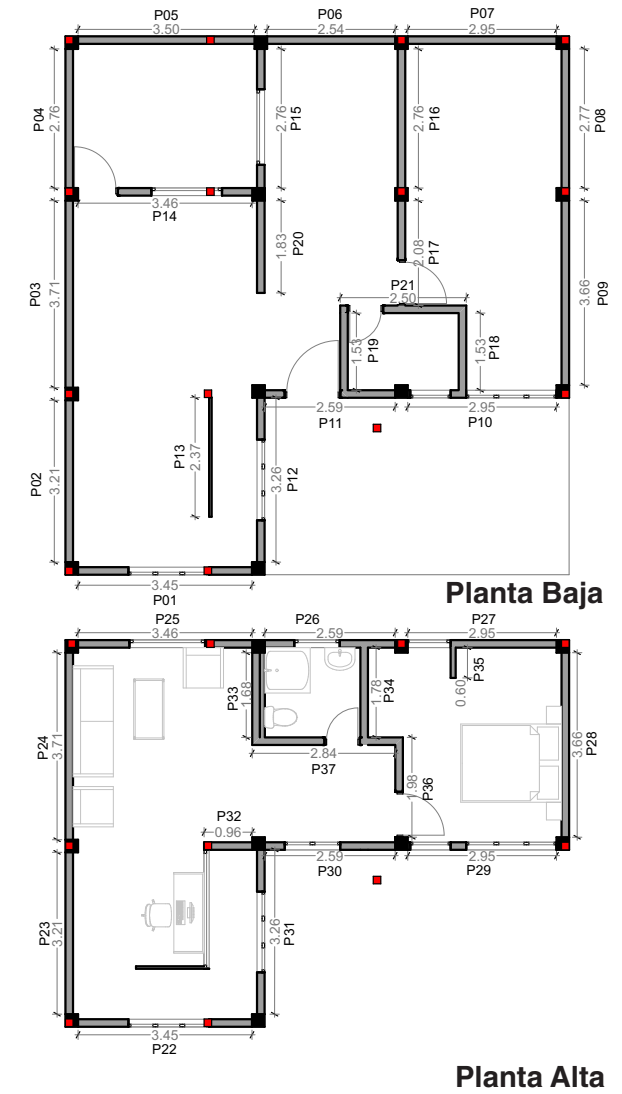 P05 P06 P07
3.50 2.54 2.95
P04 2.76 P15 2.76 P16 2.76 P08 2.77
3.46
P14
P03 3.71 P20 1.83 P17 2.08 P09 3.66
P21
2.50
P19 1.53 P18 1.53
2.59 2.95
P11 P10
P02 3.21 P13 2.37 P12 3.26
3.45
P01
Planta Baja
P25 P26 P27
3.46 2.59 2.95
P24 3.71 P33 1.68 P34 1.78 P35 0.60 P28 3.66
2.84
P37
P36 1.98
P32
0.96
2.59 2.95
P30 P29
P23 3.21 P31 3.26
3.45
P22
Planta Alta